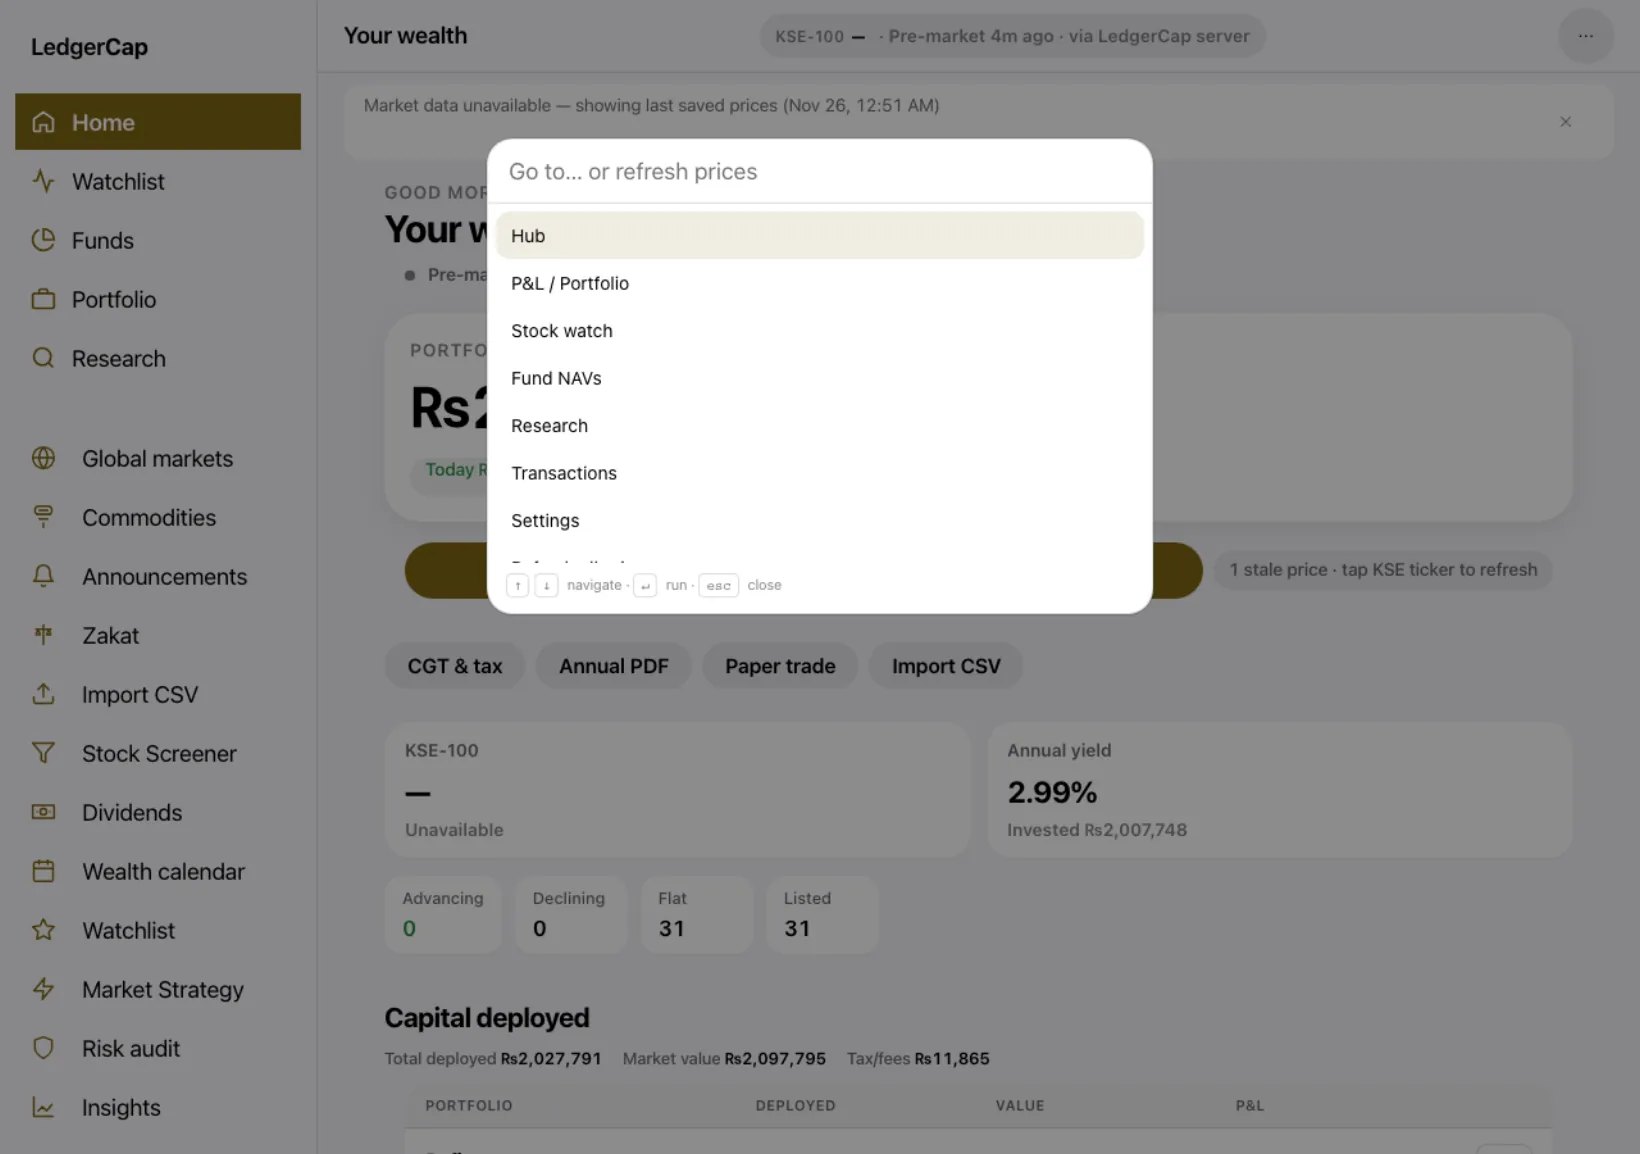 LedgerCap
Home
Watchlist
Funds
Portfolio
Research
Global markets
Commodities
Announcements
Zakat
Import CSV
Stock Screener
Dividends
Wealth calendar
Watchlist
Market Strategy
Risk audit
Insights
Your wealth
KSE-100 — · Pre-market 4m ago · via LedgerCap server
...
Market data unavailable — showing last saved prices (Nov 26, 12:51 AM)
×
GOOD MOR
Your w
Pre-ma
PORTFO
Rs2
Today R
Go to... or refresh prices
Hub
P&L / Portfolio
Stock watch
Fund NAVs
Research
Transactions
Settings
↑ ↓ navigate · ↵ run · esc close
1 stale price · tap KSE ticker to refresh
CGT & tax Annual PDF Paper trade Import CSV
KSE-100
—
Unavailable
Annual yield
2.99%
Invested Rs2,007,748
Advancing
0
Declining
0
Flat
31
Listed
31
Capital deployed
Total deployed Rs2,027,791 Market value Rs2,097,795 Tax/fees Rs11,865
PORTFOLIO DEPLOYED VALUE P&L